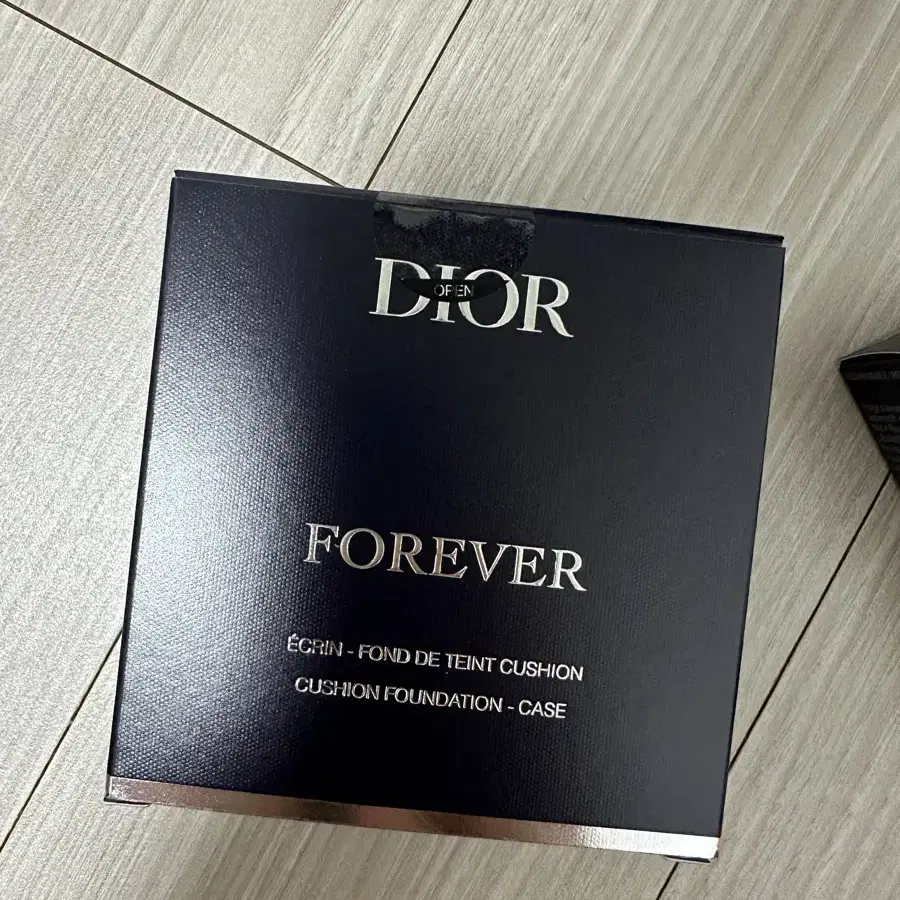 OPEN
DIOR
FOREVER
ÉCRIN - FOND DE TEINT CUSHION
CUSHION FOUNDATION - CASE